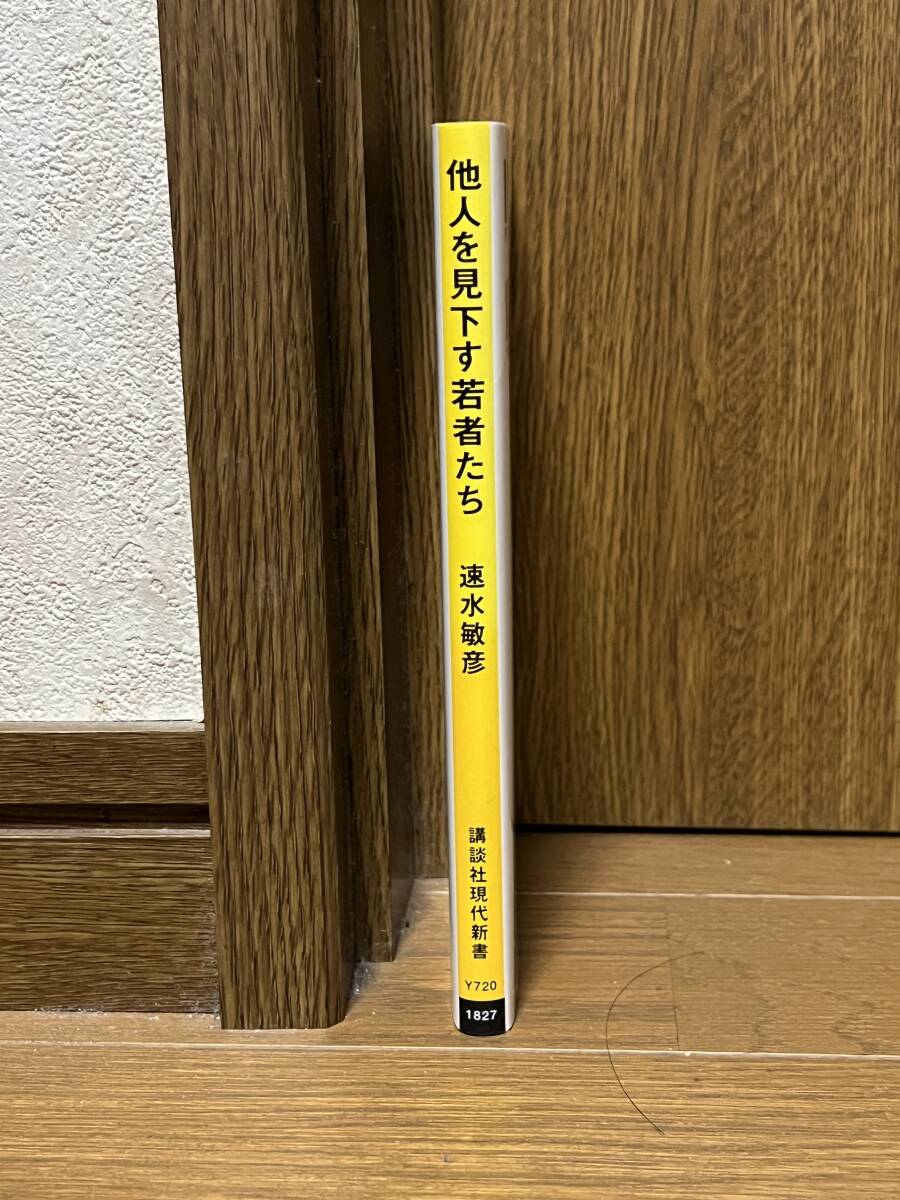 他人を見下す若者たち
速水敏彦
講談社現代新書
Y720
1827